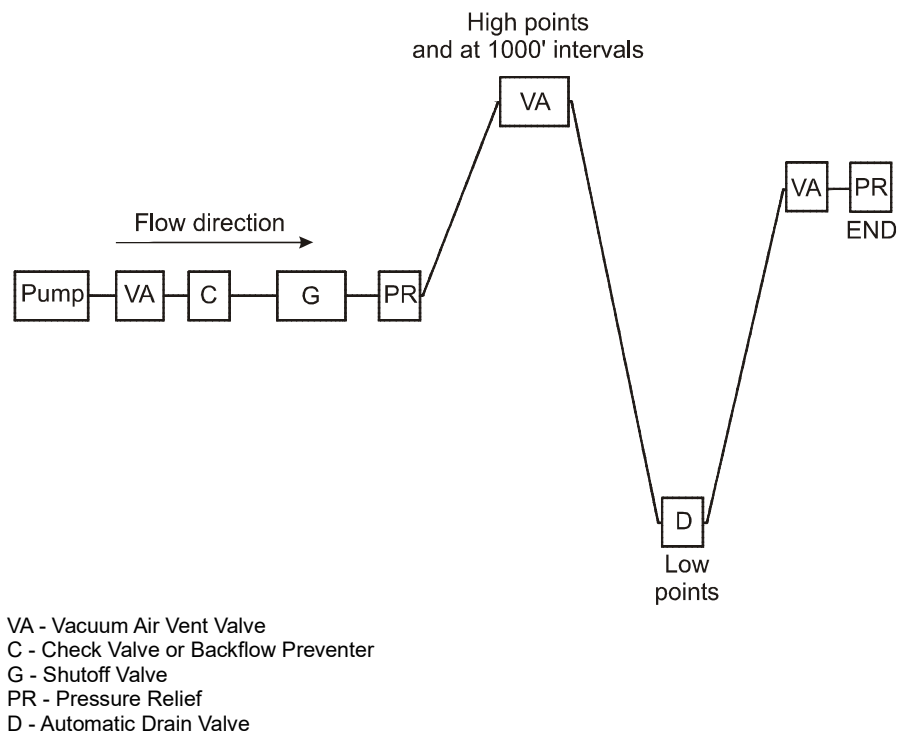 High points
and at 1000' intervals
VA
VA
PR
END
Flow direction
Pump
VA
C
G
PR
D
Low
points
VA - Vacuum Air Vent Valve
C - Check Valve or Backflow Preventer
G - Shutoff Valve
PR - Pressure Relief
D - Automatic Drain Valve